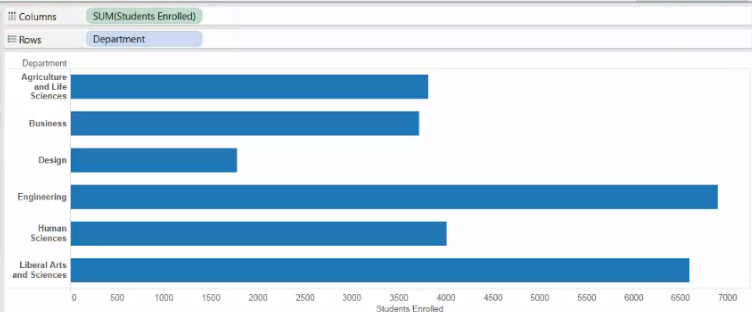 Columns SUM(Students Enrolled)
Rows Department
Department
Agriculture
and Life
Sciences
Business
Design
Engineering
Human
Sciences
Liberal Arts
and Sciences
0 500 1000 1500 2000 2500 3000 3500 4000 4500 5000 5500 6000 6500 7000
Students Enrolled